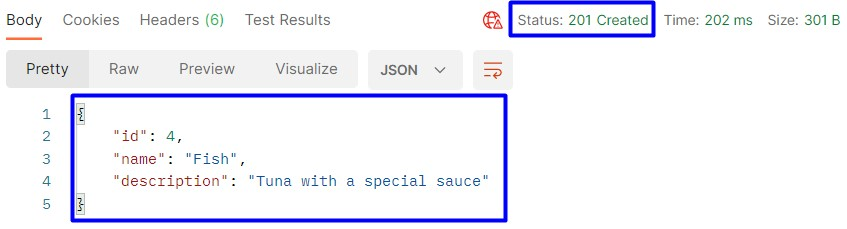 Body Cookies Headers (6) Test Results Status: 201 Created Time: 202 ms Size: 301 B
Pretty Raw Preview Visualize JSON
1 {
2 "id": 4,
3 "name": "Fish",
4 "description": "Tuna with a special sauce"
5 }